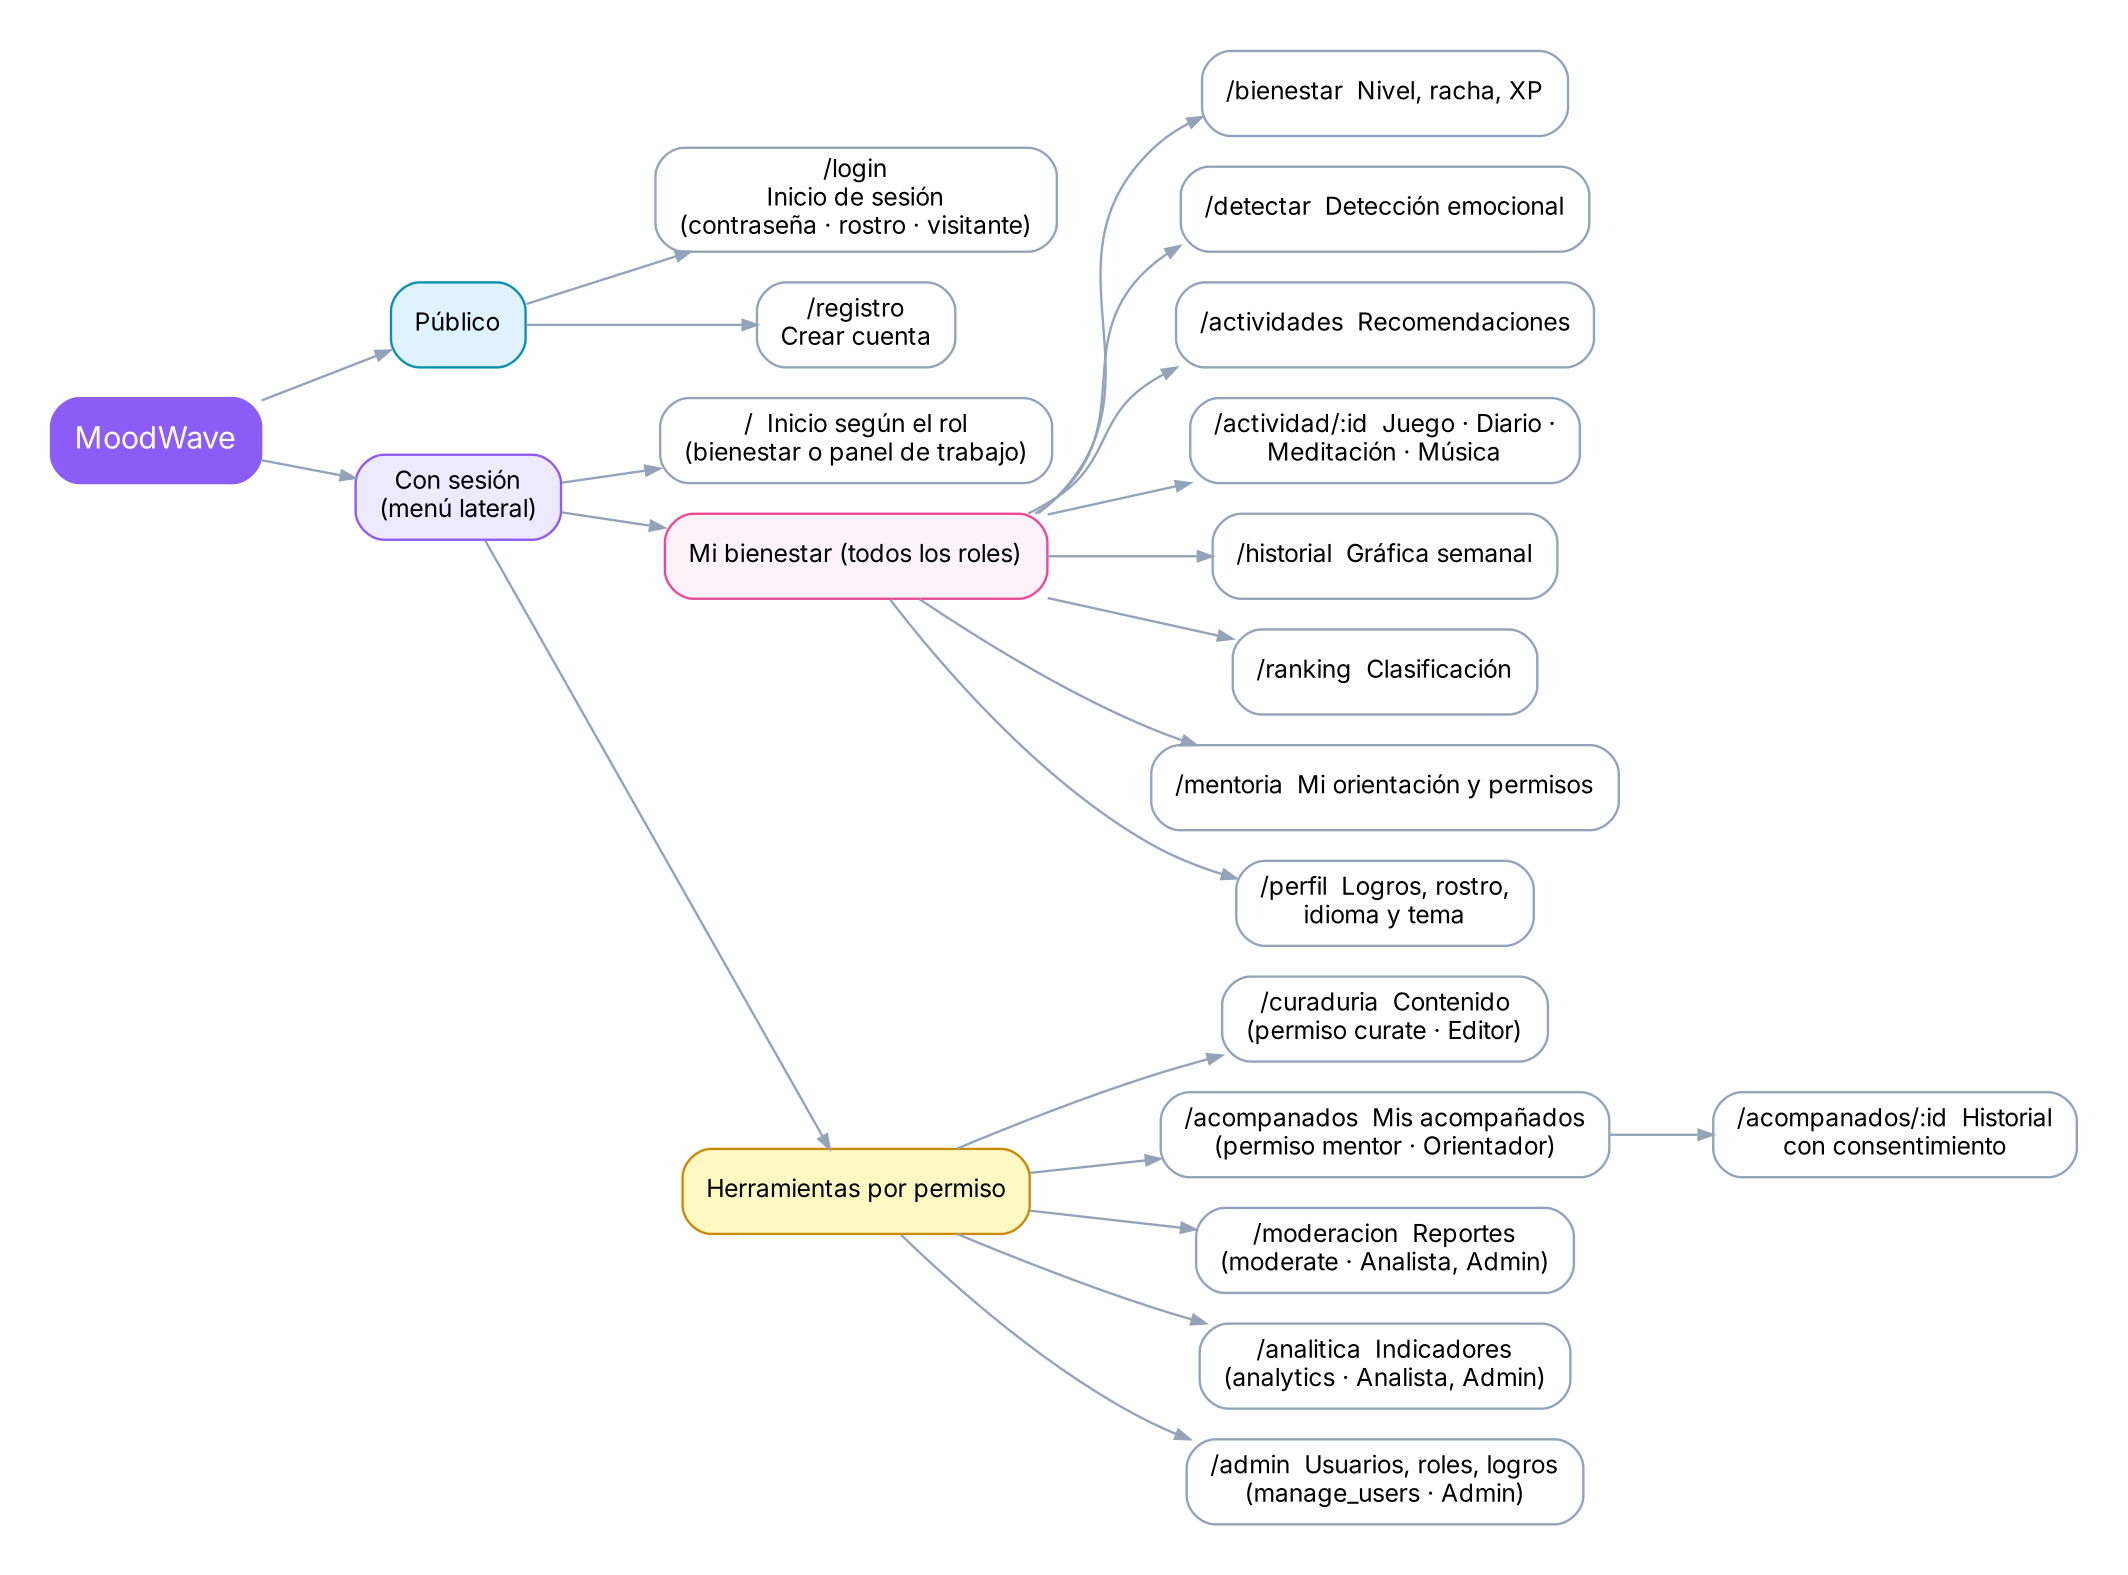 MoodWave
Público
/login
Inicio de sesión
(contraseña · rostro · visitante)
/registro
Crear cuenta
Con sesión
(menú lateral)
/  Inicio según el rol
(bienestar o panel de trabajo)
Mi bienestar (todos los roles)
/bienestar  Nivel, racha, XP
/detectar  Detección emocional
/actividades  Recomendaciones
/actividad/:id  Juego · Diario ·
Meditación · Música
/historial  Gráfica semanal
/ranking  Clasificación
/mentoria  Mi orientación y permisos
/perfil  Logros, rostro,
idioma y tema
Herramientas por permiso
/curaduria  Contenido
(permiso curate · Editor)
/acompanados  Mis acompañados
(permiso mentor · Orientador)
/acompanados/:id  Historial
con consentimiento
/moderacion  Reportes
(moderate · Analista, Admin)
/analitica  Indicadores
(analytics · Analista, Admin)
/admin  Usuarios, roles, logros
(manage_users · Admin)